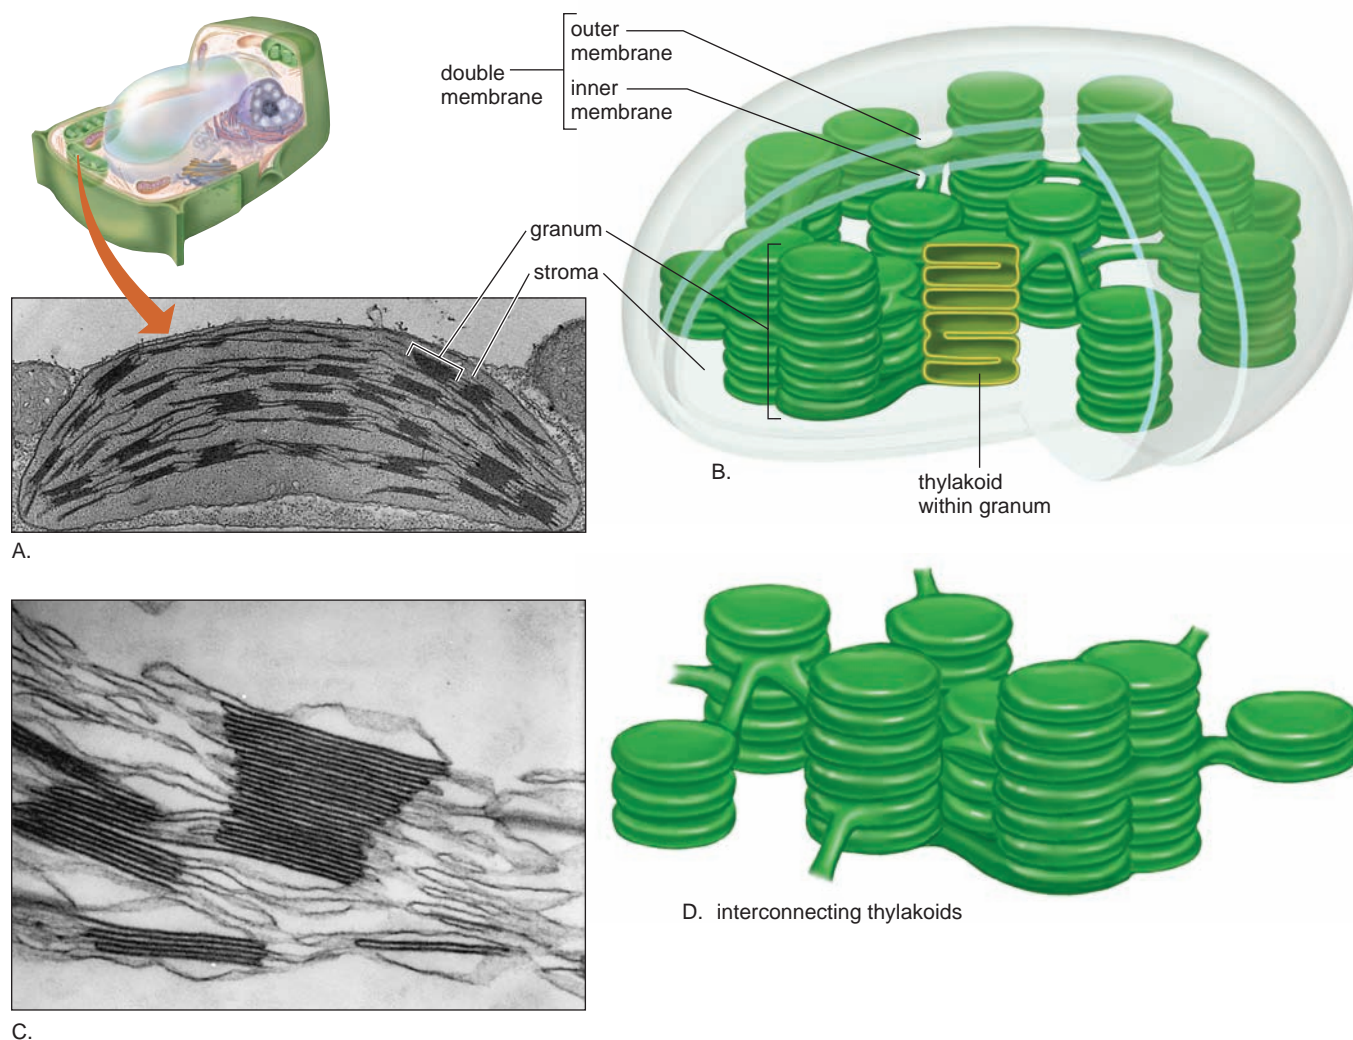 outer
membrane
double
membrane
inner
membrane
granum
stroma
B.
thylakoid
within granum
A.
D. interconnecting thylakoids
C.